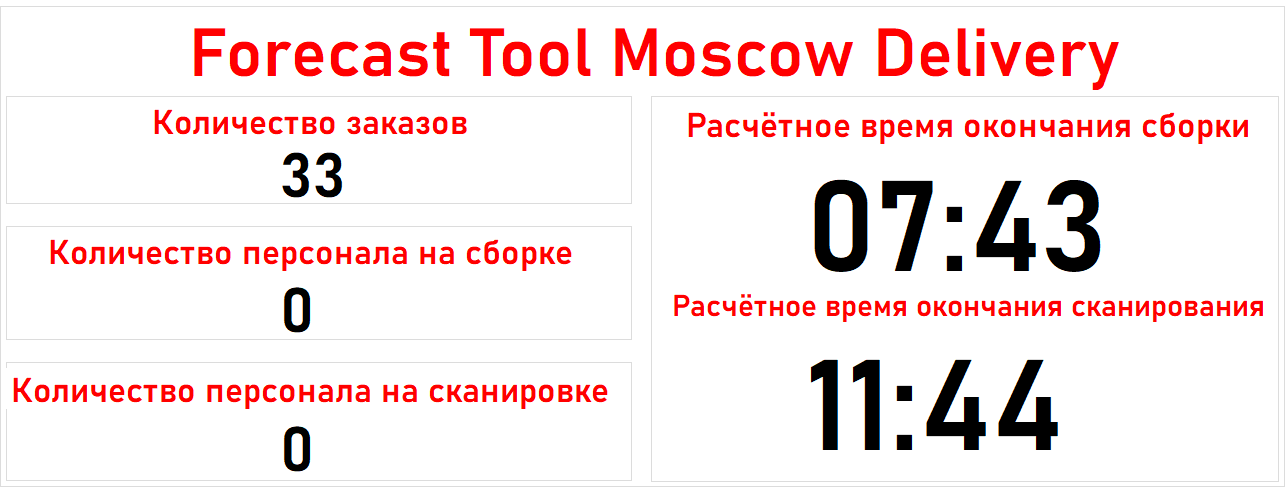 Forecast Tool Moscow Delivery
Количество заказов
33
Количество персонала на сборке
0
Количество персонала на сканировке
0
Расчётное время окончания сборки
07:43
Расчётное время окончания сканирования
11:44